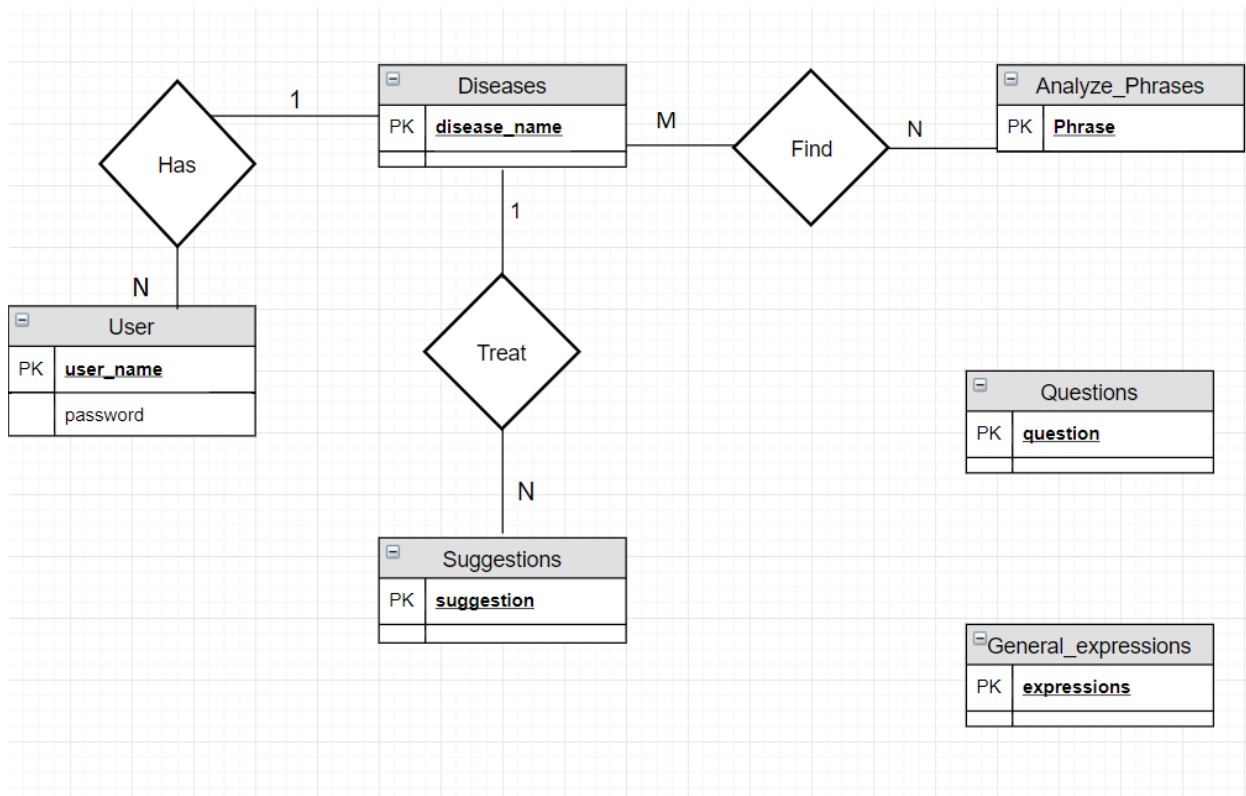 Diseases
PK disease_name
1
Has
N
User
PK user_name
password
M
Find
N
Analyze_Phrases
PK Phrase
1
Treat
N
Suggestions
PK suggestion
Questions
PK question
General_expressions
PK expressions